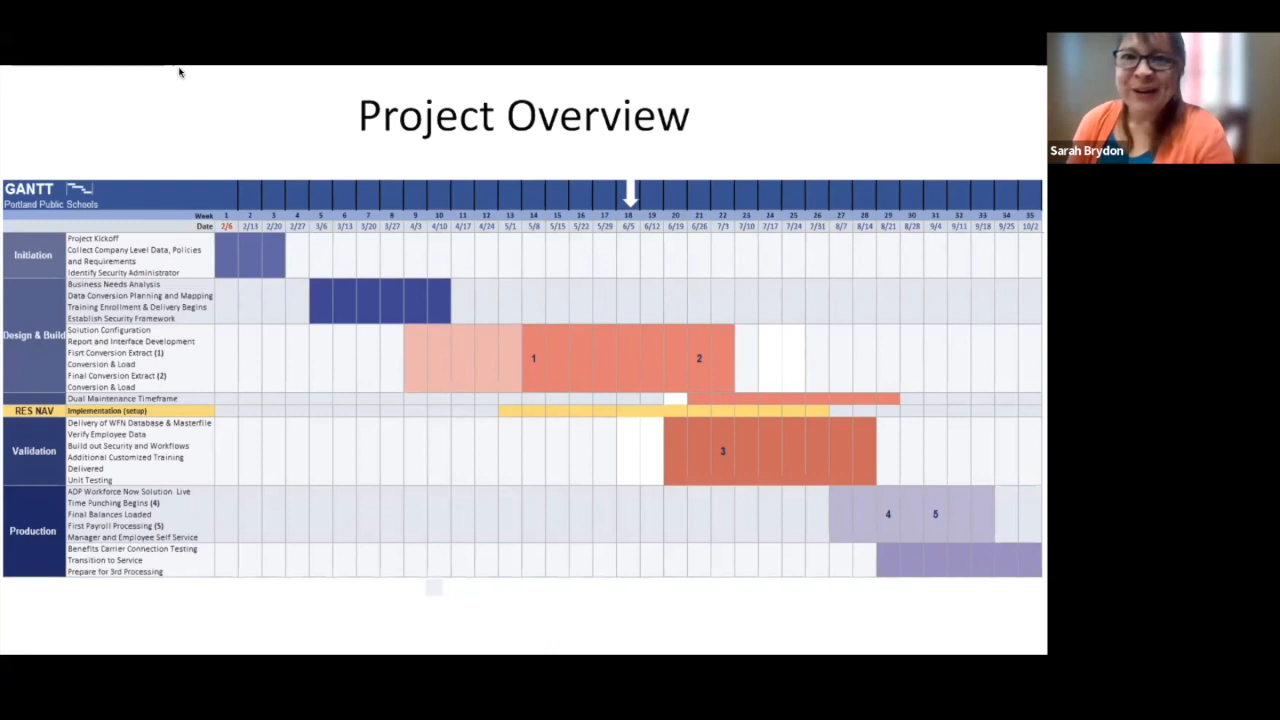 Project Overview
Sarah Brydon
GANTT
Portland Public Schools
Week 1 2 3 4 5 6 7 8 9 10 11 12 13 14 15 16 17 18 19 20 21 22 23 24 25 26 27 28 29 30 31 32 33 34 35
Date 2/6 2/13 2/20 2/27 3/6 3/13 3/20 3/27 4/3 4/10 4/17 4/24 5/1 5/8 5/15 5/22 5/29 6/5 6/12 6/19 6/26 7/3 7/10 7/17 7/24 7/31 8/7 8/14 8/21 8/28 9/4 9/11 9/18 9/25 10/2
Initiation
Project Kickoff
Collect Company Level Data, Policies
and Requirements
Identify Security Administrator
Design & Build
Business Needs Analysis
Data Conversion Planning and Mapping
Training Enrollment & Delivery Begins
Establish Security Framework
Solution Configuration
Report and Interface Development
Fisrt Conversion Extract (1)
Conversion & Load
Final Conversion Extract (2)
Conversion & Load
1 2
Dual Maintenance Timeframe
RES NAV Implementation (setup)
Validation
Delivery of WFN Database & Masterfile
Verify Employee Data
Build out Security and Workflows
Additional Customized Training
Delivered
Unit Testing
3
Production
ADP Workforce Now Solution Live
Time Punching Begins (4)
Final Balances Loaded
First Payroll Processing (5)
Manager and Employee Self Service
4 5
Benefits Carrier Connection Testing
Transition to Service
Prepare for 3rd Processing